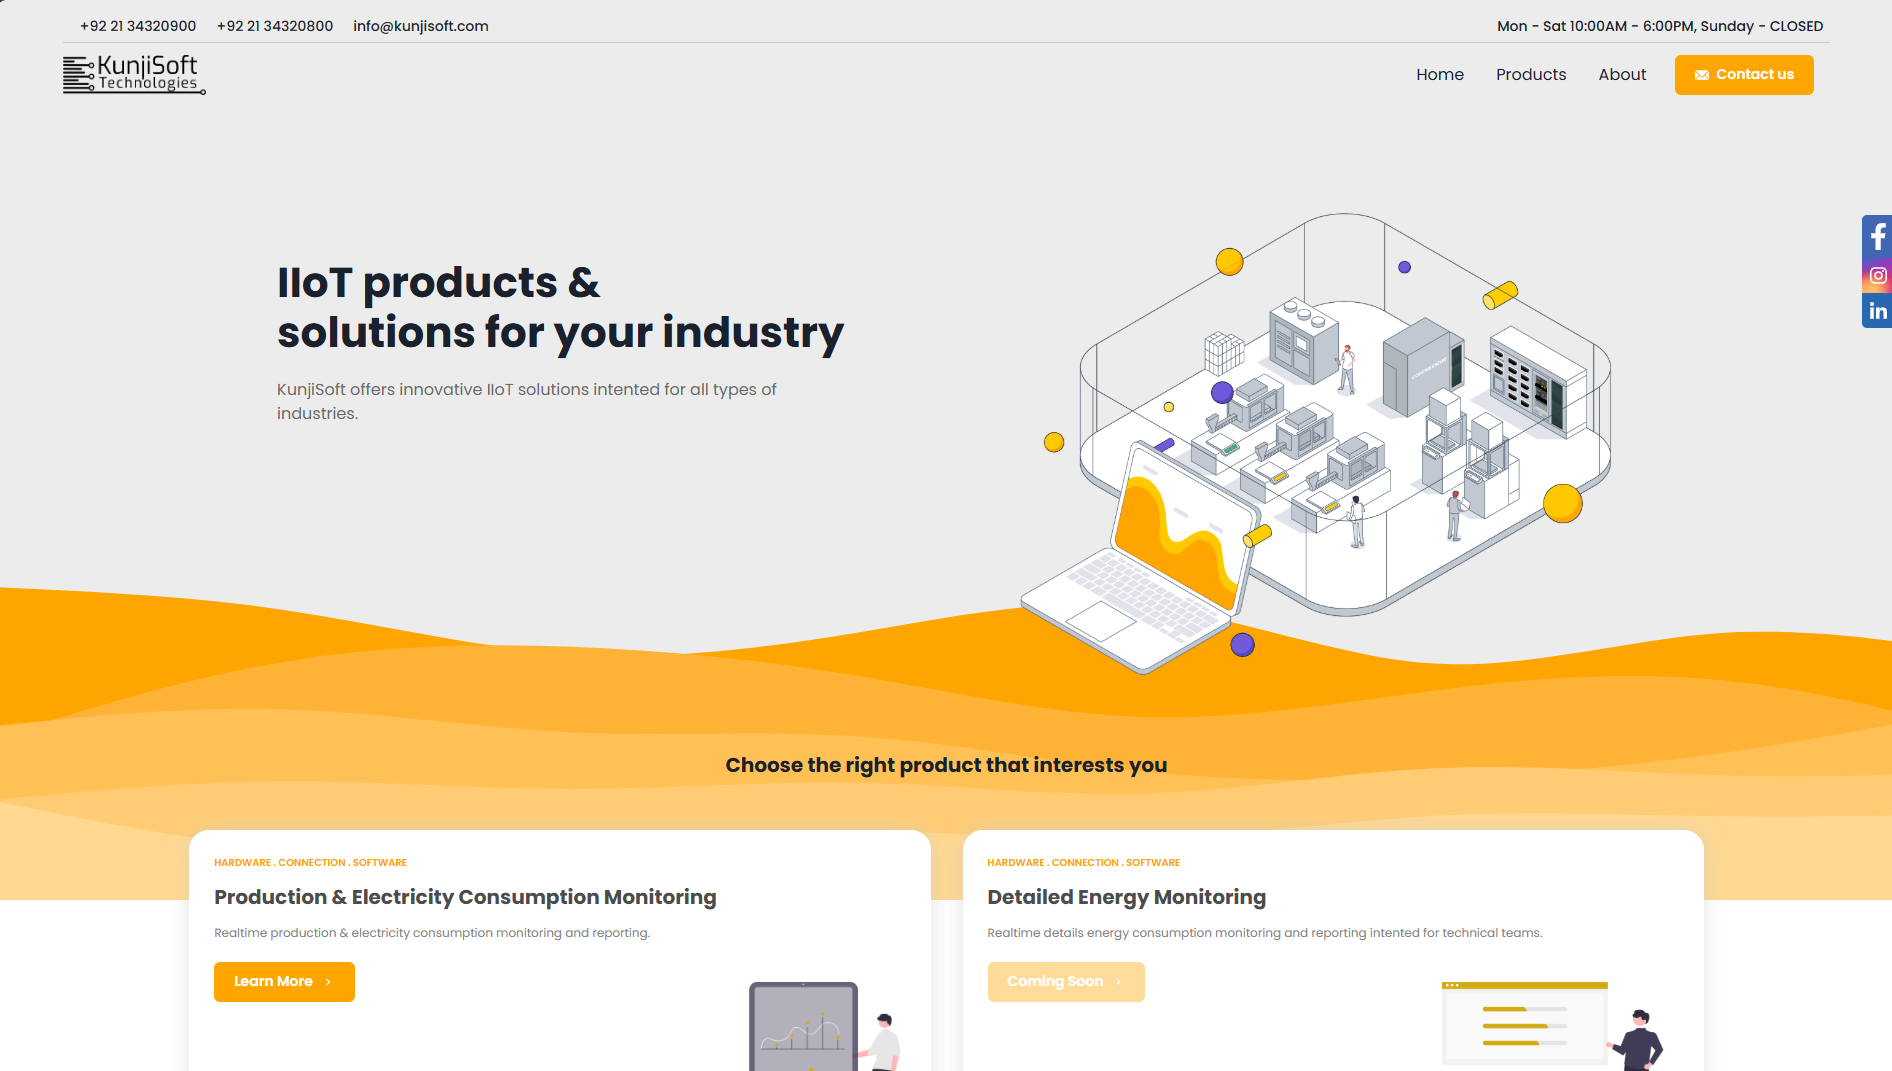 +92 21 34320900 +92 21 34320800 info@kunjisoft.com Mon - Sat 10:00AM - 6:00PM, Sunday - CLOSED
KunjiSoft
Technologies
Home Products About Contact us
IIoT products &
solutions for your industry
KunjiSoft offers innovative IIoT solutions intented for all types of
industries.
Choose the right product that interests you
HARDWARE . CONNECTION . SOFTWARE
Production & Electricity Consumption Monitoring
Realtime production & electricity consumption monitoring and reporting.
Learn More
HARDWARE . CONNECTION . SOFTWARE
Detailed Energy Monitoring
Realtime details energy consumption monitoring and reporting intented for technical teams.
Coming Soon